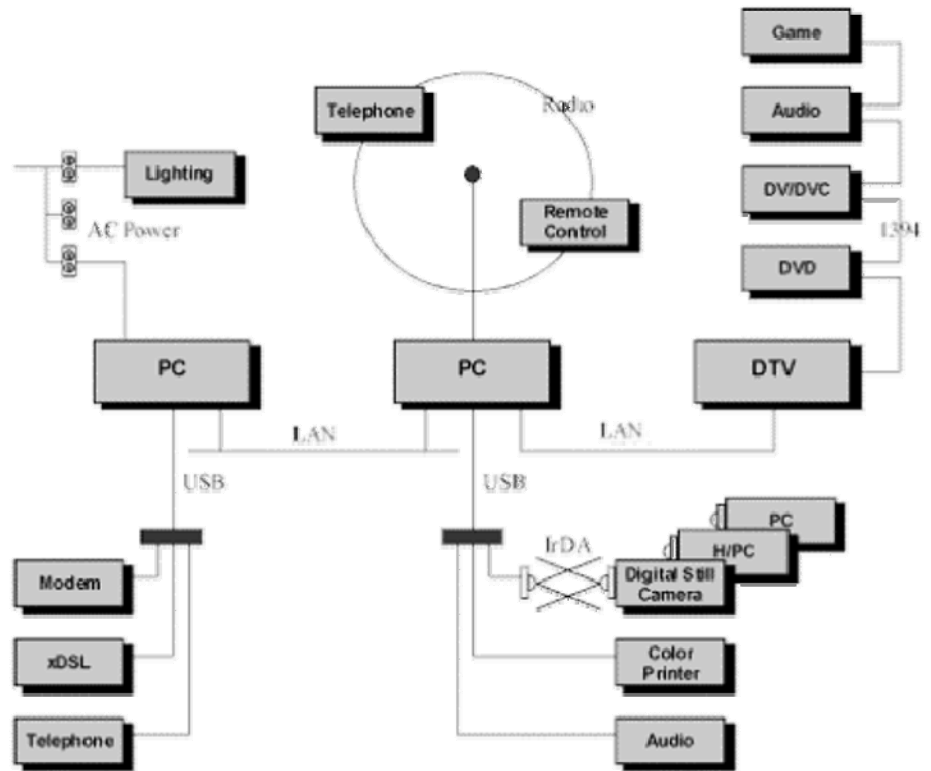 Game
Telephone
Radio
Audio
Lighting
DV/DVC
Remote
Control
AC Power
1394
DVD
PC
PC
DTV
LAN
LAN
USB
USB
PC
IrDA
H/PC
Modem
Digital Still
Camera
xDSL
Color
Printer
Telephone
Audio